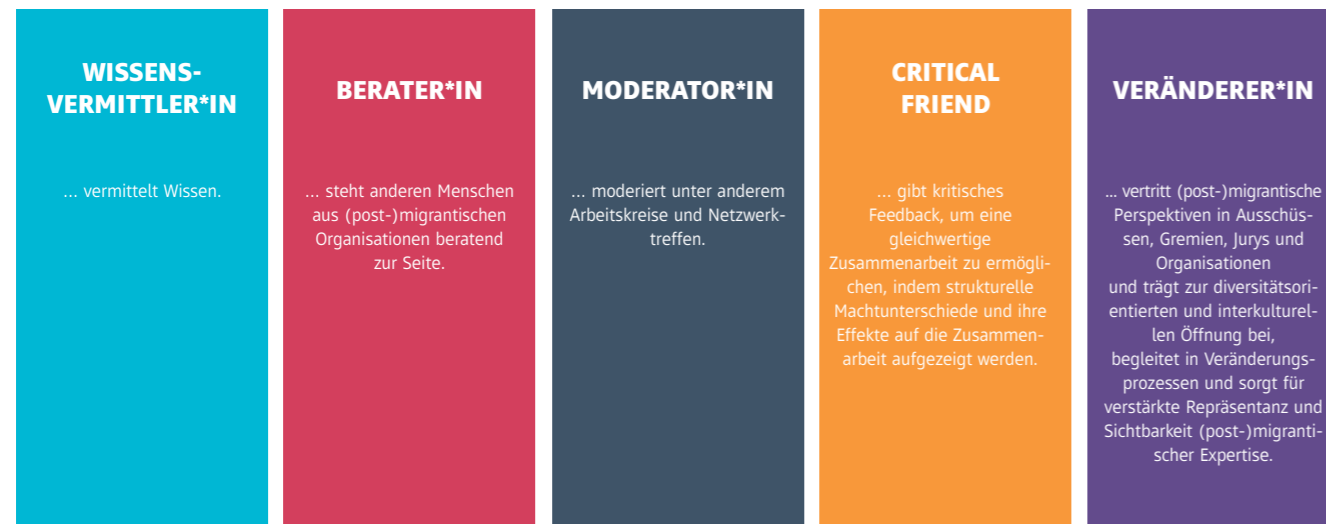 WISSENS-
VERMITTLER*IN
... vermittelt Wissen.
BERATER*IN
... steht anderen Menschen
aus (post-)migrantischen
Organisationen beratend
zur Seite.
MODERATOR*IN
... moderiert unter anderem
Arbeitskreise und Netzwerk-
treffen.
CRITICAL
FRIEND
... gibt kritisches
Feedback, um eine
gleichwertige
Zusammenarbeit zu ermögli-
chen, indem strukturelle
Machtunterschiede und ihre
Effekte auf die Zusammen-
arbeit aufgezeigt werden.
VERÄNDERER*IN
... vertritt (post-)migrantische
Perspektiven in Ausschüs-
sen, Gremien, Jurys und
Organisationen
und trägt zur diversitätsori-
entierten und interkulturel-
len Öffnung bei,
begleitet in Veränderungs-
prozessen und sorgt für
verstärkte Repräsentanz und
Sichtbarkeit (post-)migranti-
scher Expertise.